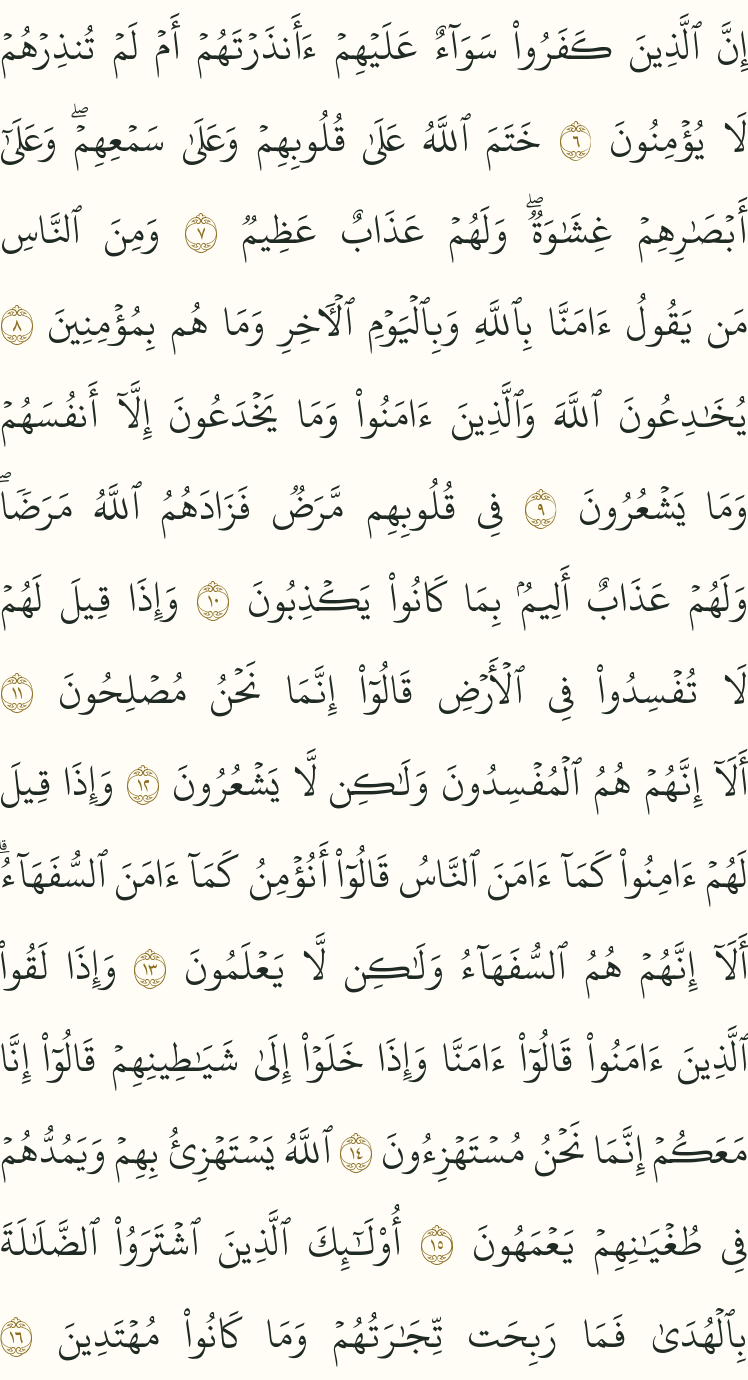 إِنَّ ٱلَّذِينَ كَفَرُوا۟ سَوَآءٌ عَلَيْهِمْ ءَأَنذَرْتَهُمْ أَمْ لَمْ تُنذِرْهُمْ
لَا يُؤْمِنُونَ ٦ خَتَمَ ٱللَّهُ عَلَىٰ قُلُوبِهِمْ وَعَلَىٰ سَمْعِهِمْ ۖ وَعَلَىٰٓ
أَبْصَـٰرِهِمْ غِشَـٰوَةٌ ۖ وَلَهُمْ عَذَابٌ عَظِيمٌ ٧ وَمِنَ ٱلنَّاسِ
مَن يَقُولُ ءَامَنَّا بِٱللَّهِ وَبِٱلْيَوْمِ ٱلْـَٔاخِرِ وَمَا هُم بِمُؤْمِنِينَ ٨
يُخَـٰدِعُونَ ٱللَّهَ وَٱلَّذِينَ ءَامَنُوا۟ وَمَا يَخْدَعُونَ إِلَّآ أَنفُسَهُمْ
وَمَا يَشْعُرُونَ ٩ فِى قُلُوبِهِم مَّرَضٌ فَزَادَهُمُ ٱللَّهُ مَرَضًا ۖ
وَلَهُمْ عَذَابٌ أَلِيمٌۢ بِمَا كَانُوا۟ يَكْذِبُونَ ١٠ وَإِذَا قِيلَ لَهُمْ
لَا تُفْسِدُوا۟ فِى ٱلْأَرْضِ قَالُوٓا۟ إِنَّمَا نَحْنُ مُصْلِحُونَ ١١
أَلَآ إِنَّهُمْ هُمُ ٱلْمُفْسِدُونَ وَلَـٰكِن لَّا يَشْعُرُونَ ١٢ وَإِذَا قِيلَ
لَهُمْ ءَامِنُوا۟ كَمَآ ءَامَنَ ٱلنَّاسُ قَالُوٓا۟ أَنُؤْمِنُ كَمَآ ءَامَنَ ٱلسُّفَهَآءُ ۗ
أَلَآ إِنَّهُمْ هُمُ ٱلسُّفَهَآءُ وَلَـٰكِن لَّا يَعْلَمُونَ ١٣ وَإِذَا لَقُوا۟
ٱلَّذِينَ ءَامَنُوا۟ قَالُوٓا۟ ءَامَنَّا وَإِذَا خَلَوْا۟ إِلَىٰ شَيَـٰطِينِهِمْ قَالُوٓا۟ إِنَّا
مَعَكُمْ إِنَّمَا نَحْنُ مُسْتَهْزِءُونَ ١٤ ٱللَّهُ يَسْتَهْزِئُ بِهِمْ وَيَمُدُّهُمْ
فِى طُغْيَـٰنِهِمْ يَعْمَهُونَ ١٥ أُو۟لَـٰٓئِكَ ٱلَّذِينَ ٱشْتَرَوُا۟ ٱلضَّلَـٰلَةَ
بِٱلْهُدَىٰ فَمَا رَبِحَت تِّجَـٰرَتُهُمْ وَمَا كَانُوا۟ مُهْتَدِينَ ١٦